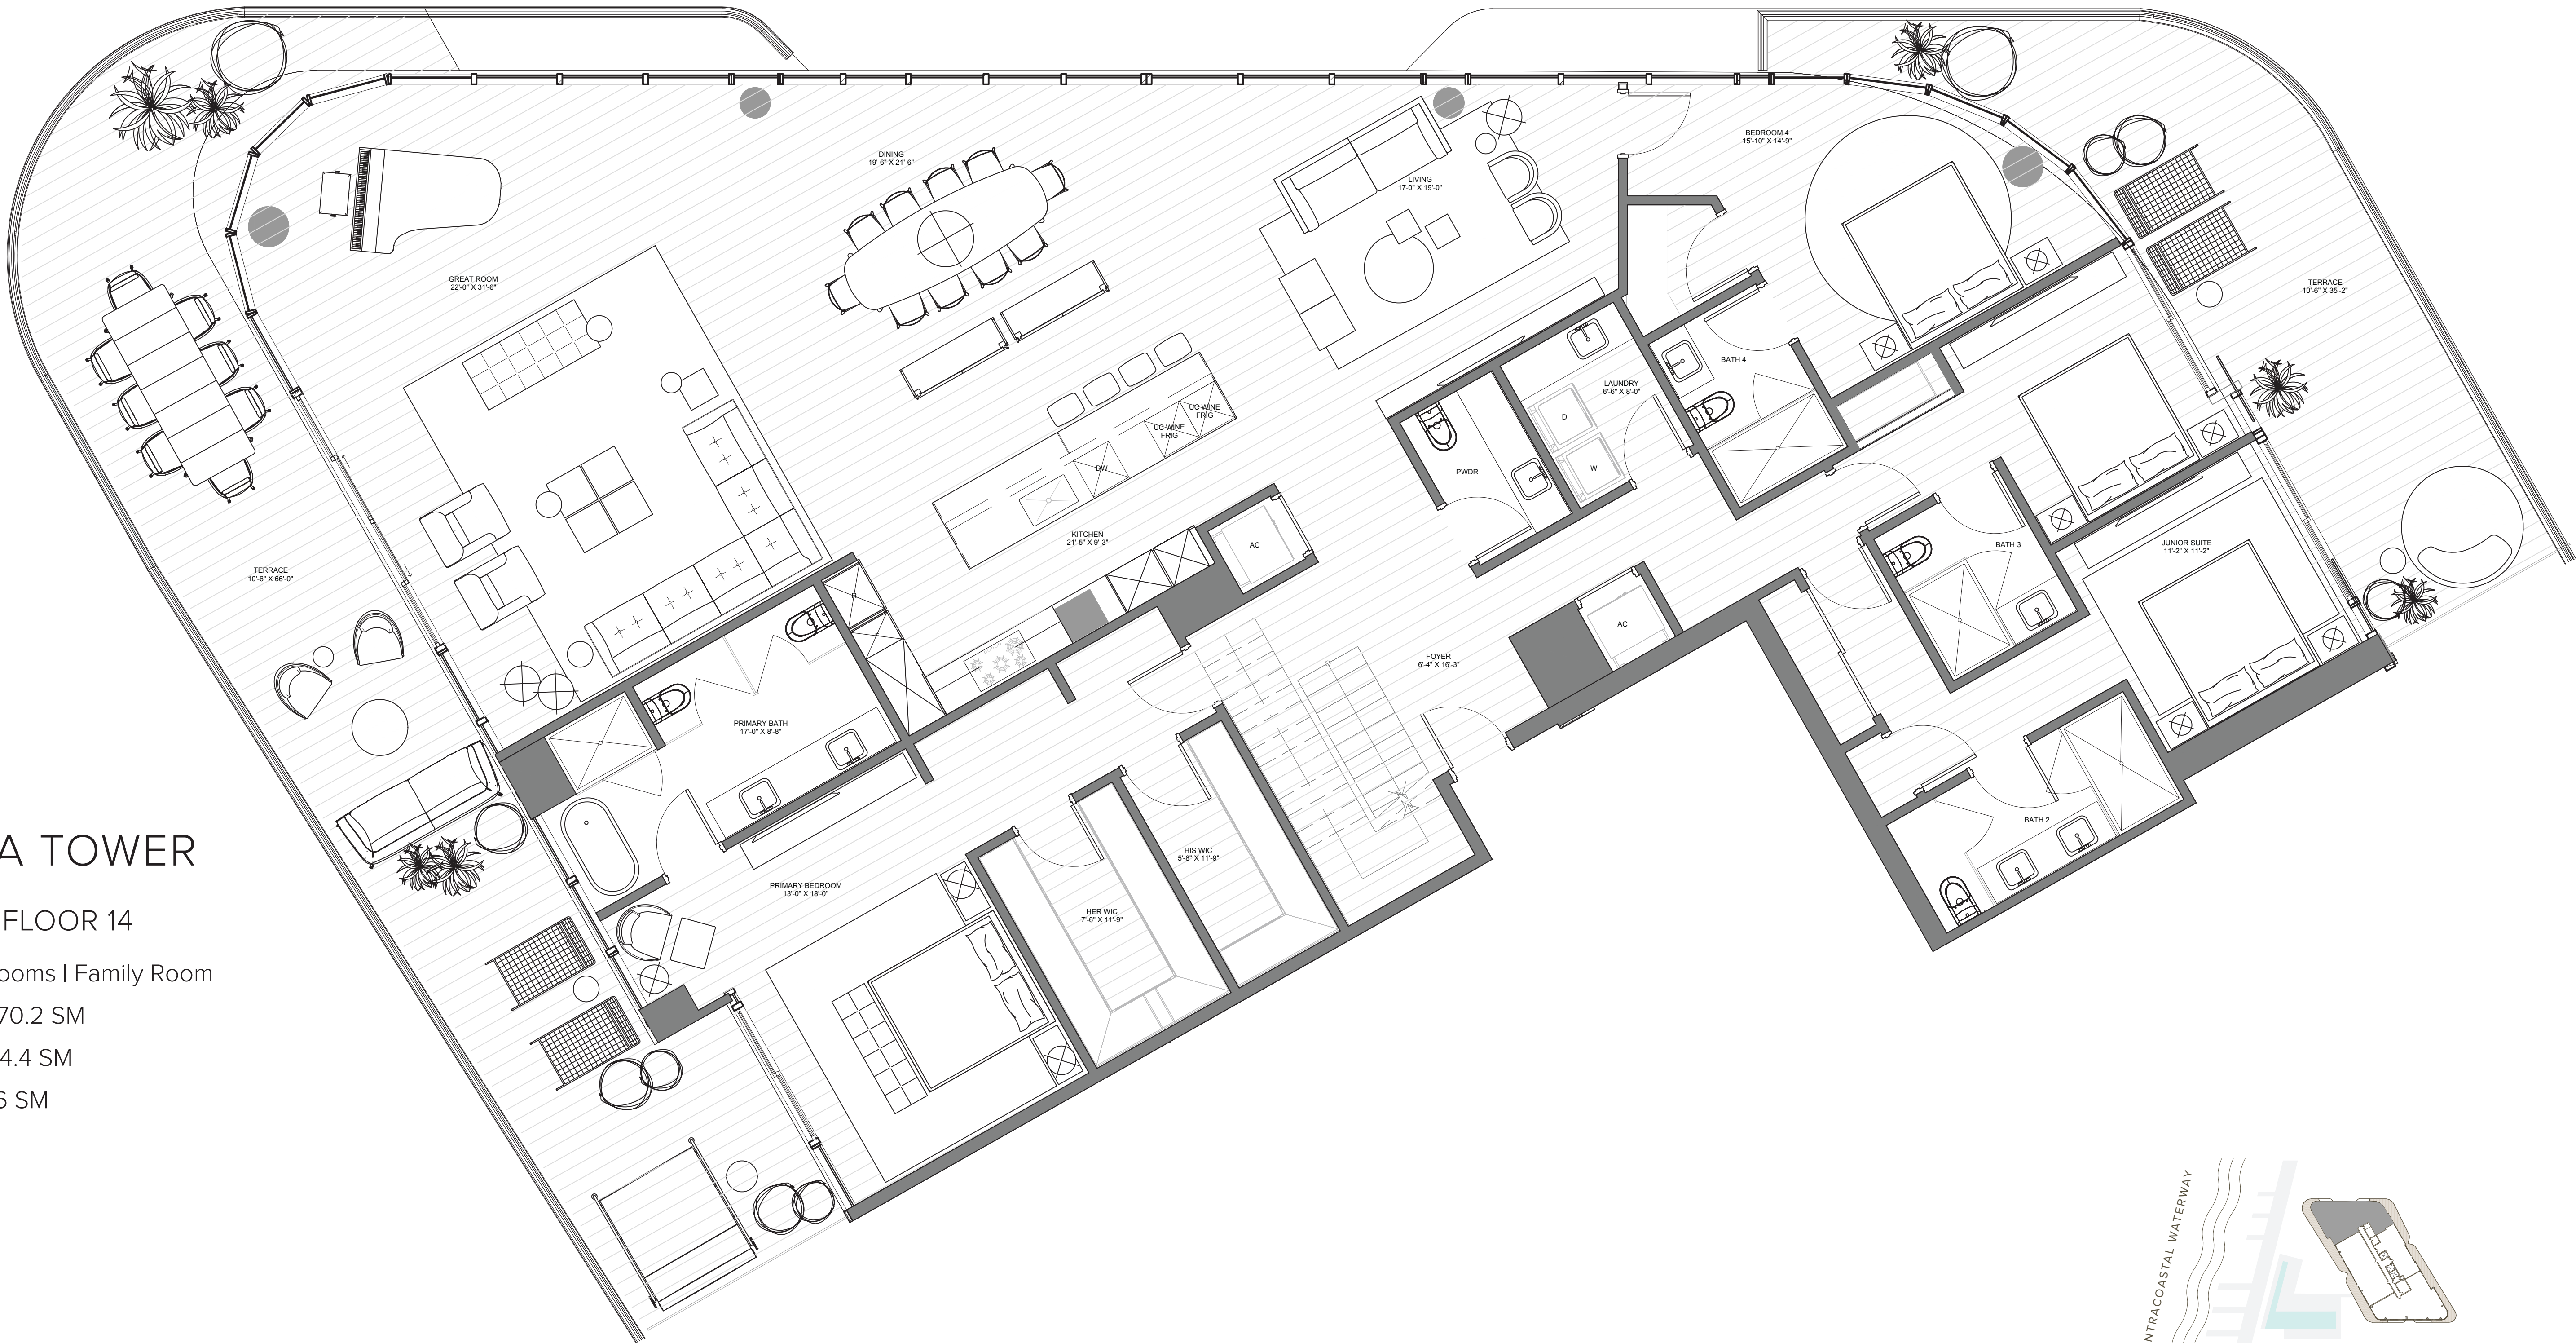 DINING
19'-6" X 21'-6"
BEDROOM 4
15'-10" X 14'-9"
LIVING
17-0" X 19'-0"
GREAT ROOM
22'-0" X 31'-6"
TERRACE
10'-6" X 35'-2"
BATH 4
LAUNDRY
6'-6" X 8'-0"
D
W
UC-WINE
FRIG
UC-WINE
FRIG
DW
PWDR
KITCHEN
21'-5" X 9'-3"
AC
BATH 3
JUNIOR SUITE
11'-2" X 11'-2"
TERRACE
10'-6" X 66'-0"
AC
FOYER
6'-4" X 16'-3"
PRIMARY BATH
17'-0" X 8'-8"
BATH 2
HIS WIC
5'-8" X 11'-9"
PRIMARY BEDROOM
13'-0" X 18'-0"
HER WIC
7'-6" X 11'-9"
A TOWER
FLOOR 14
ooms | Family Room
70.2 SM
4.4 SM
6 SM
NTRACOASTAL WATERWAY